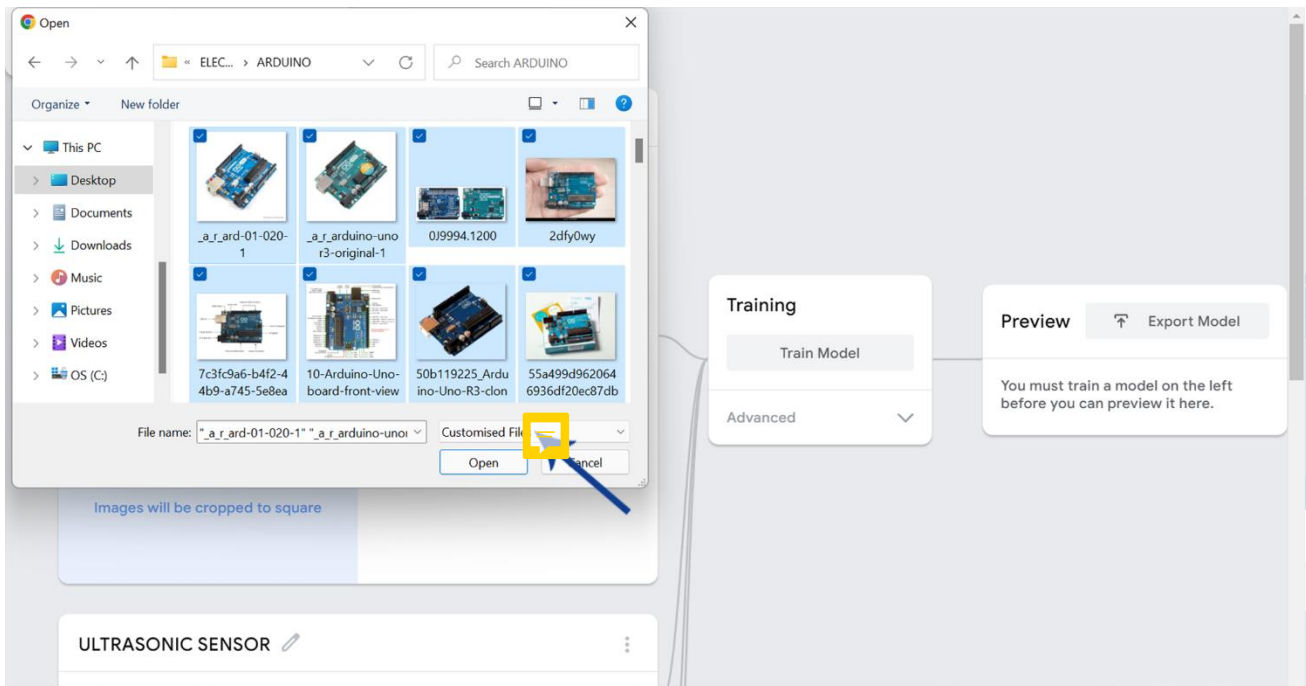 Open
« ELEC... › ARDUINO
Search ARDUINO
Organize
New folder
This PC
Desktop
Documents
Downloads
Music
Pictures
Videos
OS (C:)
_a_r_ard-01-020-
1
_a_r_arduino-uno
r3-original-1
0J9994.1200
2dfy0wy
7c3fc9a6-b4f2-4
4b9-a745-5e8ea
10-Arduino-Uno-
board-front-view
50b119225_Ardu
ino-Uno-R3-clon
55a499d962064
6936df20ec87db
File name:
"_a_r_ard-01-020-1" "_a_r_arduino-uno
Customised
Open
Cancel
Images will be cropped to square
Training
Train Model
Advanced
Preview
Export Model
You must train a model on the left
before you can preview it here.
ULTRASONIC SENSOR